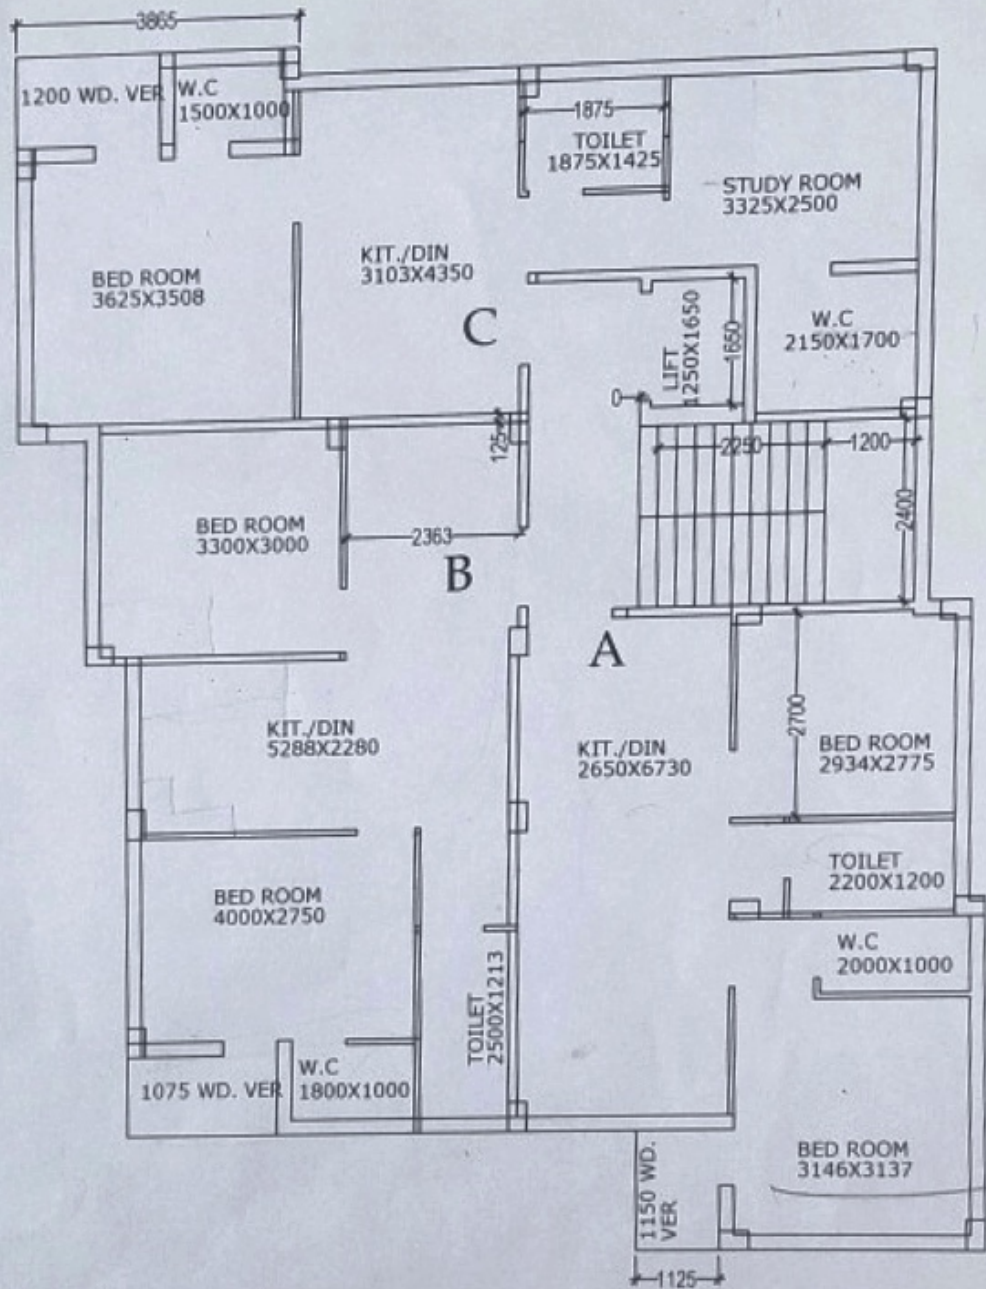 3865
1200 WD. VER
W.C
1500X1000
1875
TOILET
1875X1425
STUDY ROOM
3325X2500
KIT./DIN
3103X4350
BED ROOM
3625X3508
C
LIFT
1250X1650
1650
W.C
2150X1700
0
125
2250
1200
2400
BED ROOM
3300X3000
2363
B
A
KIT./DIN
5288X2280
KIT./DIN
2650X6730
2700
BED ROOM
2934X2775
TOILET
2200X1200
BED ROOM
4000X2750
W.C
2000X1000
TOILET
2500X1213
1075 WD. VER
W.C
1800X1000
BED ROOM
3146X3137
1150 WD.
VER
1125